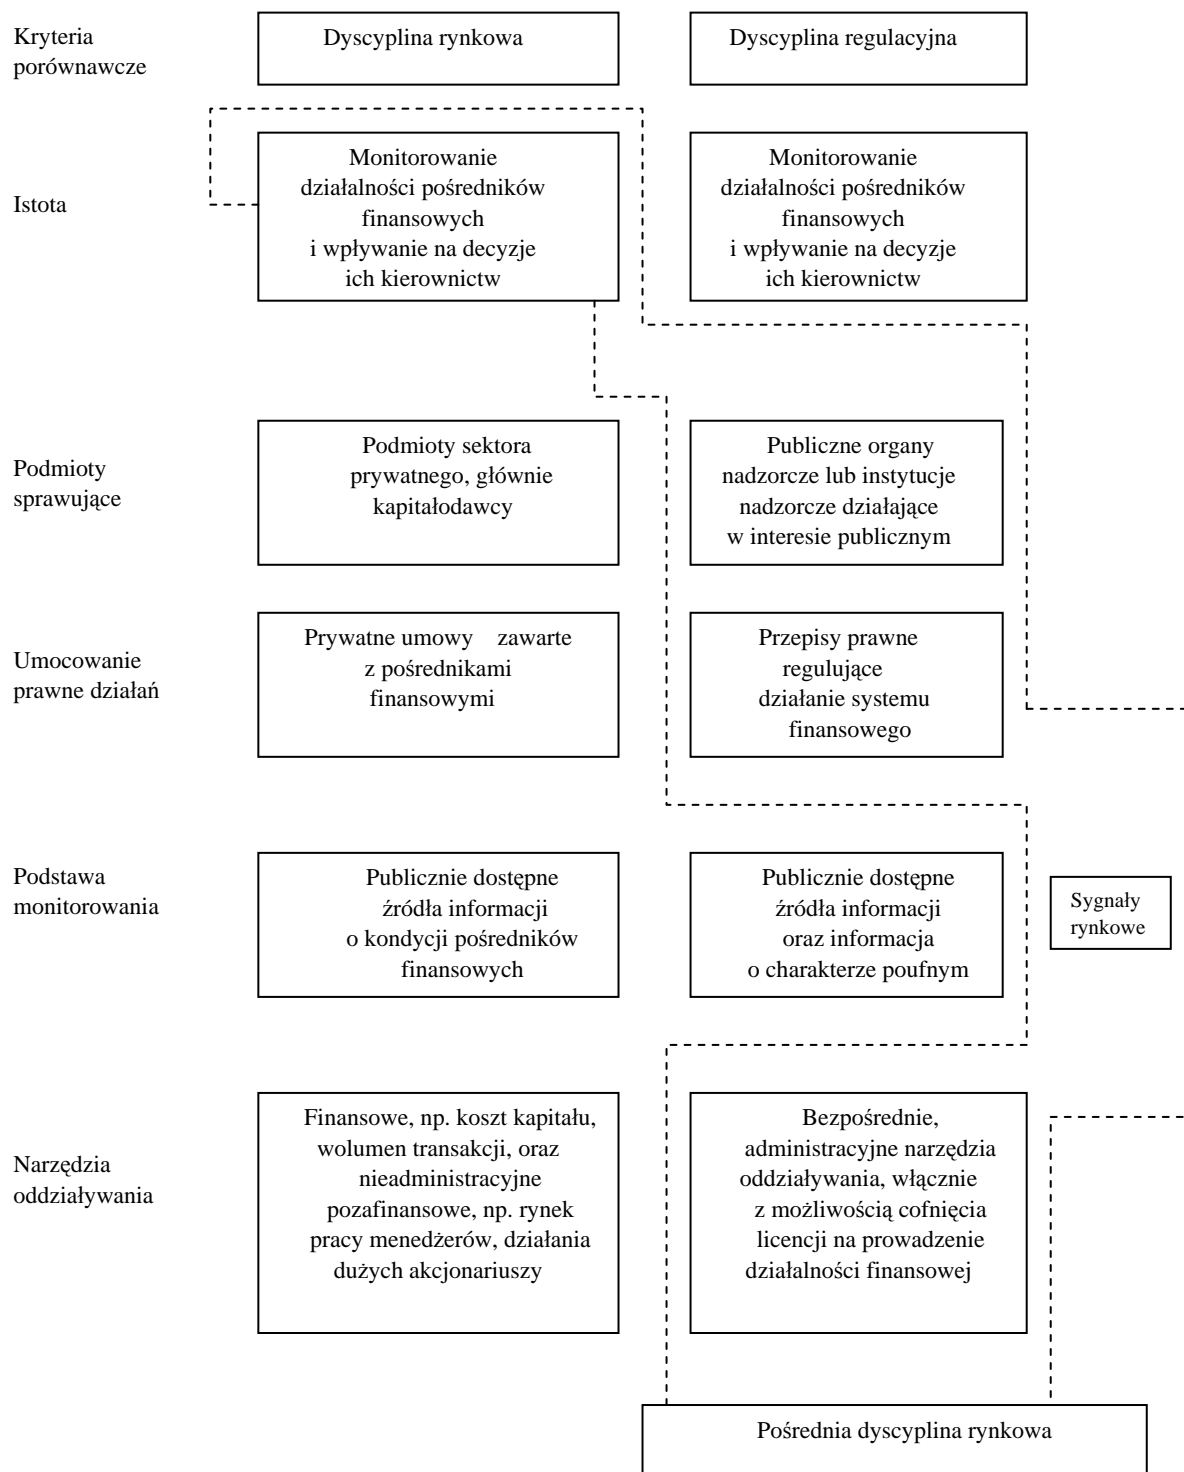 Kryteria
porównawcze
Dyscyplina rynkowa
Dyscyplina regulacyjna
Istota
Monitorowanie
działalności pośredników
finansowych
i wpływanie na decyzje
ich kierownictw
Monitorowanie
działalności pośredników
finansowych
i wpływanie na decyzje
ich kierownictw
Podmioty
sprawujące
Podmioty sektora
prywatnego, głównie
kapitałodawcy
Publiczne organy
nadzorcze lub instytucje
nadzorcze działające
w interesie publicznym
Umocowanie
prawne działań
Prywatne umowy zawarte
z pośrednikami
finansowymi
Przepisy prawne
regulujące
działanie systemu
finansowego
Podstawa
monitorowania
Publicznie dostępne
źródła informacji
o kondycji pośredników
finansowych
Publicznie dostępne
źródła informacji
oraz informacja
o charakterze poufnym
Sygnały
rynkowe
Narzędzia
oddziaływania
Finansowe, np. koszt kapitału,
wolumen transakcji, oraz
nieadministracyjne
pozafinansowe, np. rynek
pracy menedżerów, działania
dużych akcjonariuszy
Bezpośrednie,
administracyjne narzędzia
oddziaływania, włącznie
z możliwością cofnięcia
licencji na prowadzenie
działalności finansowej
Pośrednia dyscyplina rynkowa